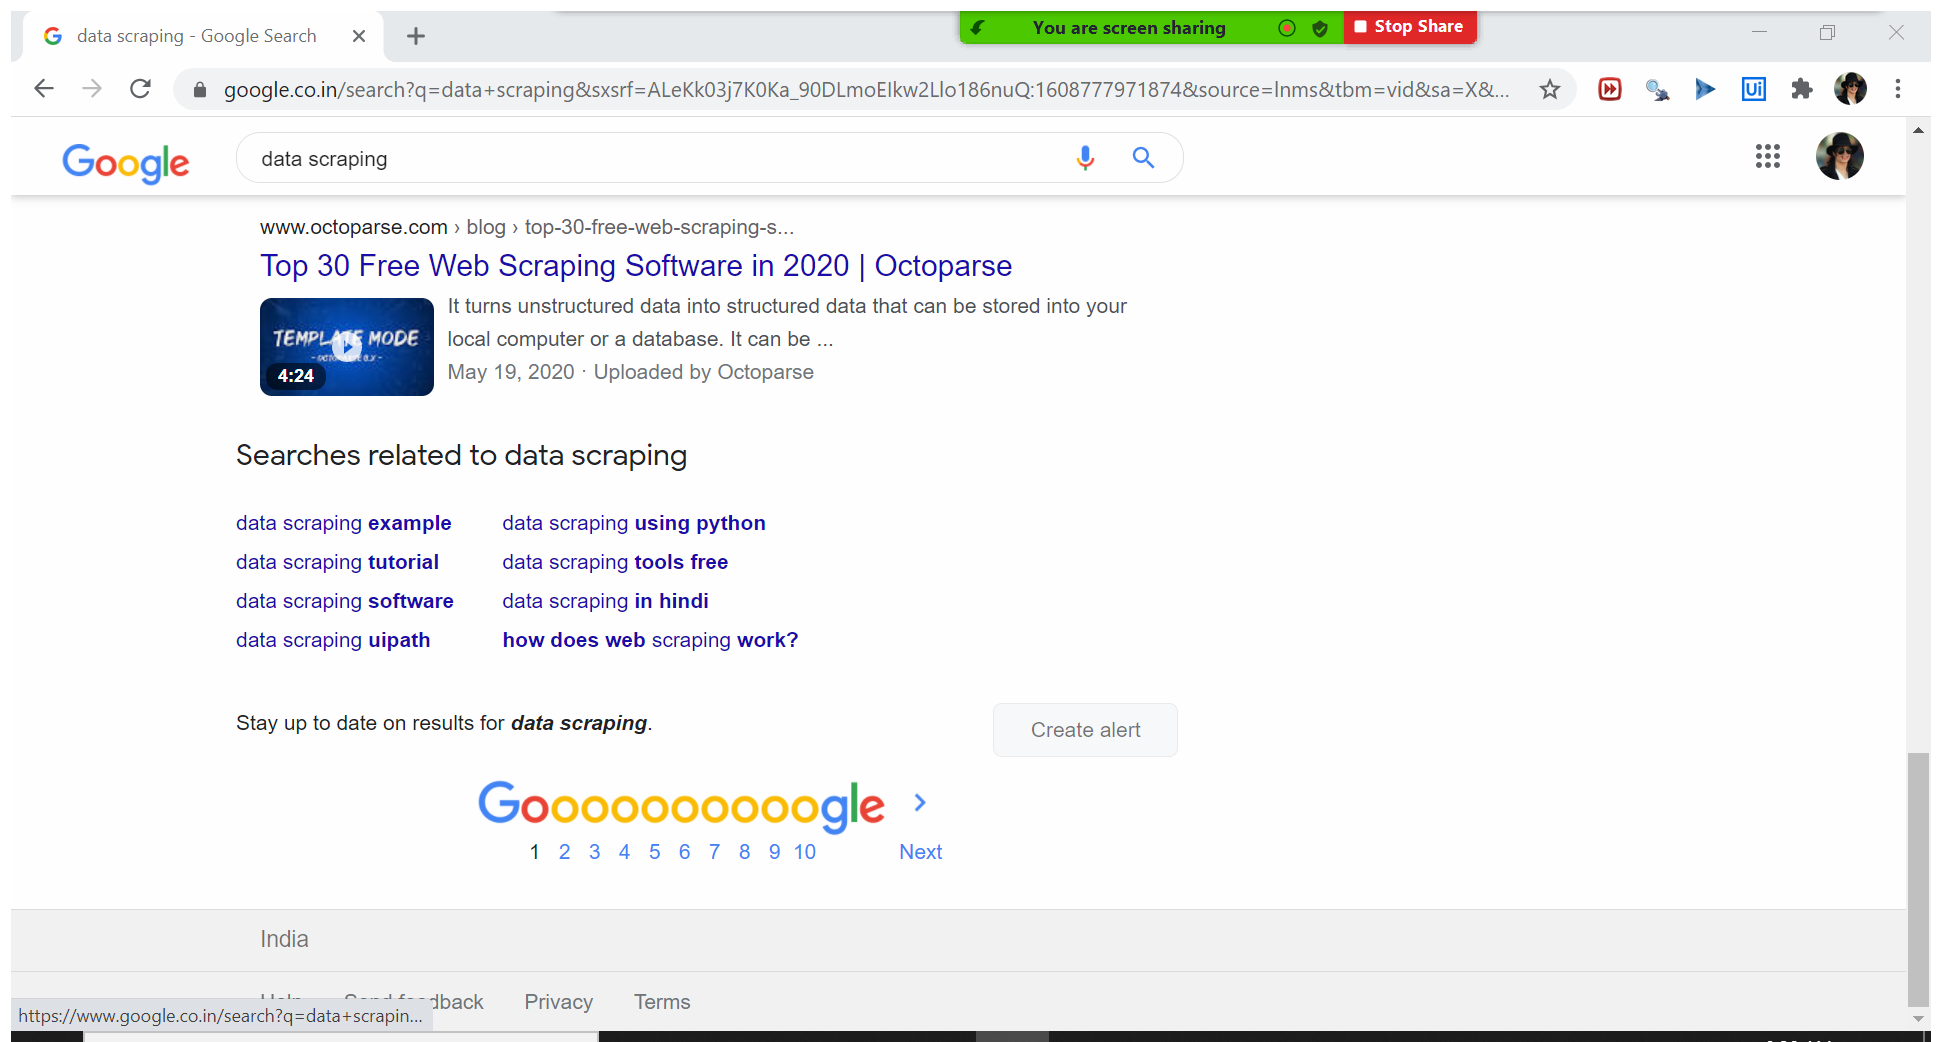 data scraping - Google Search
You are screen sharing
Stop Share
google.co.in/search?q=data+scraping&sxsrf=ALeKk03j7K0Ka_90DLmoEIkw2Llo186nuQ:1608777971874&source=lnms&tbm=vid&sa=X&...
Ui
Google
data scraping
www.octoparse.com › blog › top-30-free-web-scraping-s...
Top 30 Free Web Scraping Software in 2020 | Octoparse
TEMPLATE MODE
4:24
It turns unstructured data into structured data that can be stored into your
local computer or a database. It can be ...
May 19, 2020 · Uploaded by Octoparse
Searches related to data scraping
data scraping example
data scraping using python
data scraping tutorial
data scraping tools free
data scraping software
data scraping in hindi
data scraping uipath
how does web scraping work?
Stay up to date on results for data scraping.
Create alert
Goooooooooogle
1 2 3 4 5 6 7 8 9 10 Next
India
Help Send feedback Privacy Terms
https://www.google.co.in/search?q=data+scrapin...